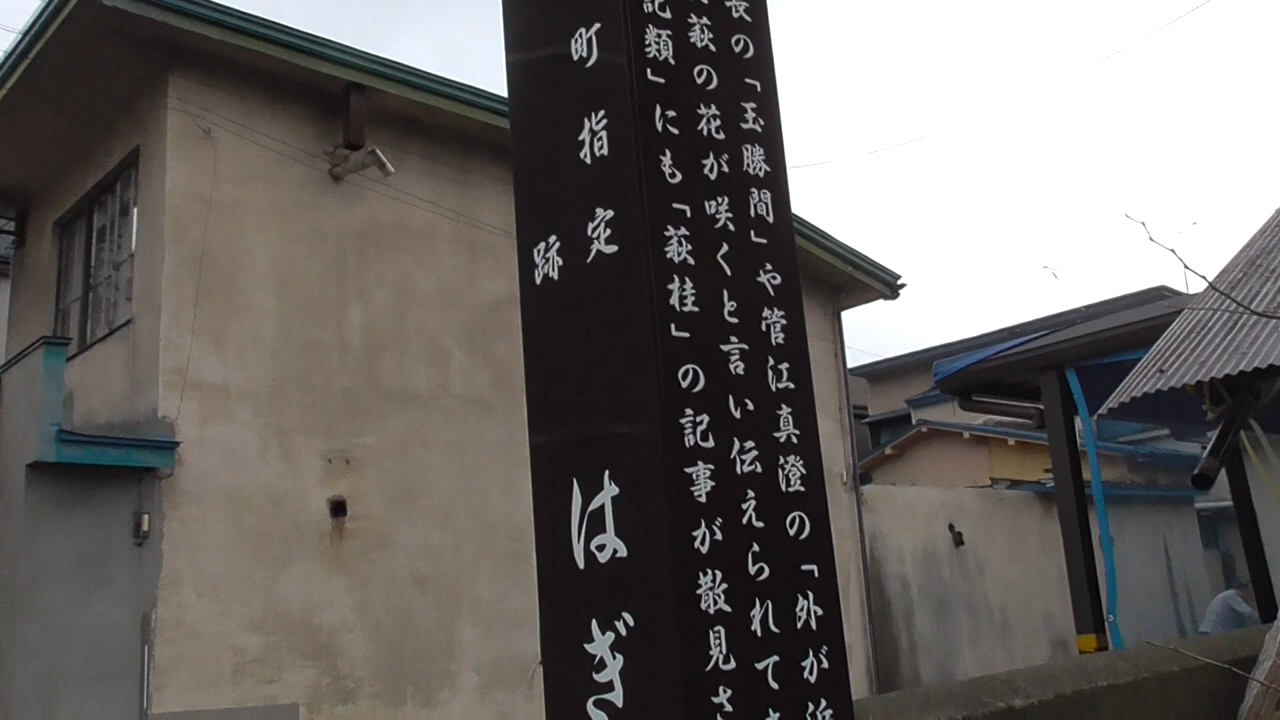 長の「玉勝間」や管江真澄の「外が浜
萩の花が咲くと言い伝えられて
記類」にも「萩桂」の記事が散見さ
町指定
跡
はぎ